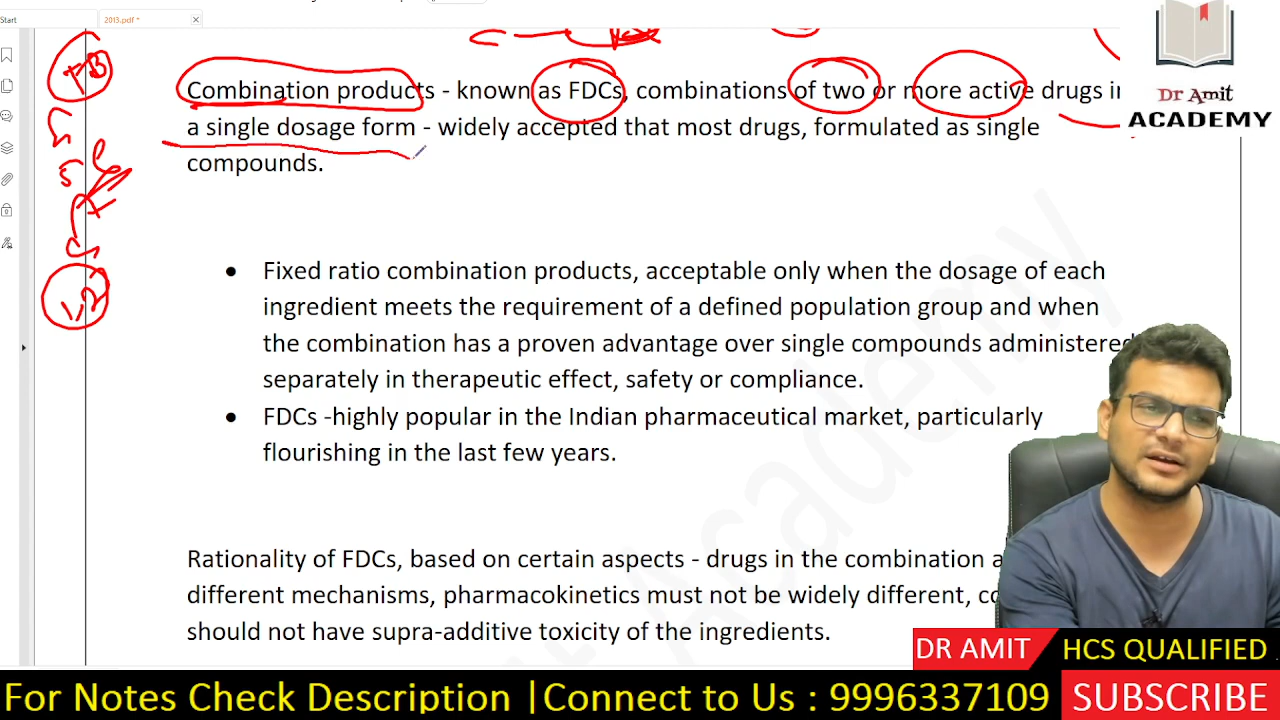 Start
2013.pdf *
Combination products - known as FDCs, combinations of two or more active drugs in
a single dosage form - widely accepted that most drugs, formulated as single
compounds.
Dr Amit
ACADEMY
TB
1,2
• Fixed ratio combination products, acceptable only when the dosage of each
ingredient meets the requirement of a defined population group and when
the combination has a proven advantage over single compounds administered
separately in therapeutic effect, safety or compliance.
• FDCs -highly popular in the Indian pharmaceutical market, particularly
flourishing in the last few years.
Academy
Rationality of FDCs, based on certain aspects - drugs in the combination
different mechanisms, pharmacokinetics must not be widely different,
should not have supra-additive toxicity of the ingredients.
DR AMIT HCS QUALIFIED
For Notes Check Description |Connect to Us : 9996337109 SUBSCRIBE